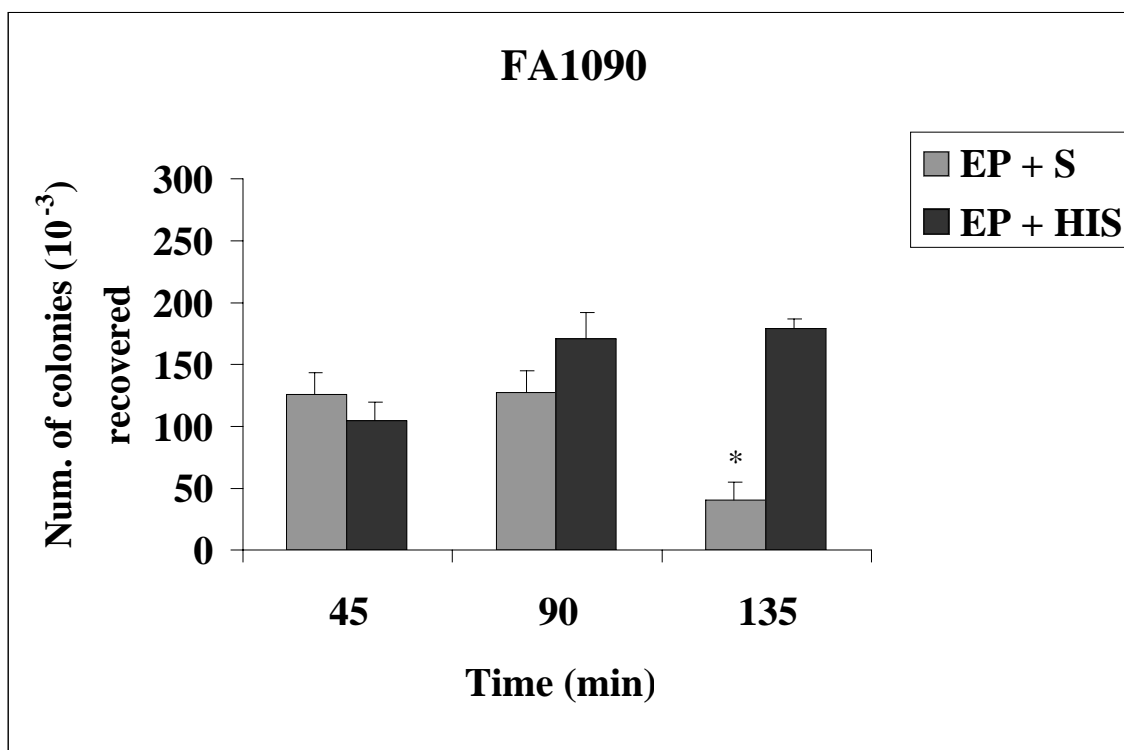 FA1090
EP + S
EP + HIS
Num. of colonies (10⁻³)
recovered
300
250
200
150
100
50
0
*
45 90 135
Time (min)